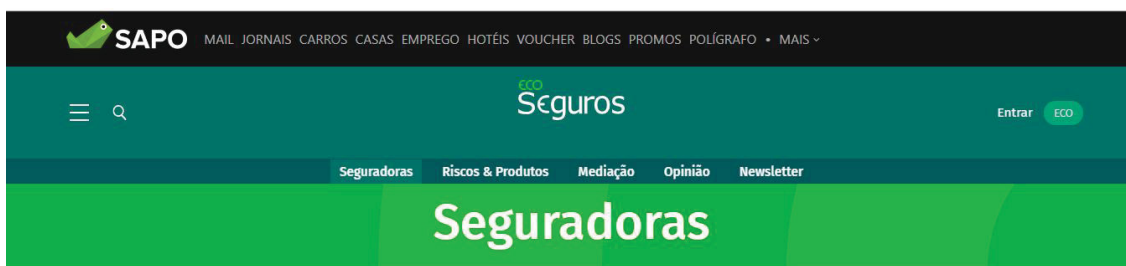 SAPO MAIL JORNAIS CARROS CASAS EMPREGO HOTÉIS VOUCHER BLOGS PROMOS POLÍGRAFO • MAIS
eco
Seguros
Entrar ECO
Seguradoras Riscos & Produtos Mediação Opinião Newsletter
Seguradoras